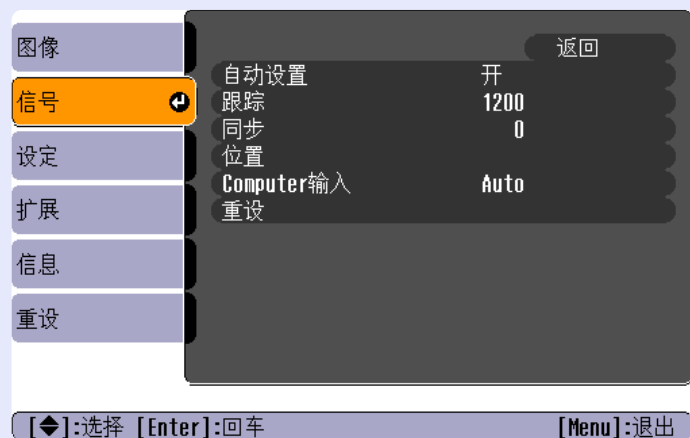 图像
信号
设定
扩展
信息
重设
返回
自动设置 开
跟踪 1200
同步 0
位置
Computer输入 Auto
重设
[◆]:选择 [Enter]:回车 [Menu]:退出